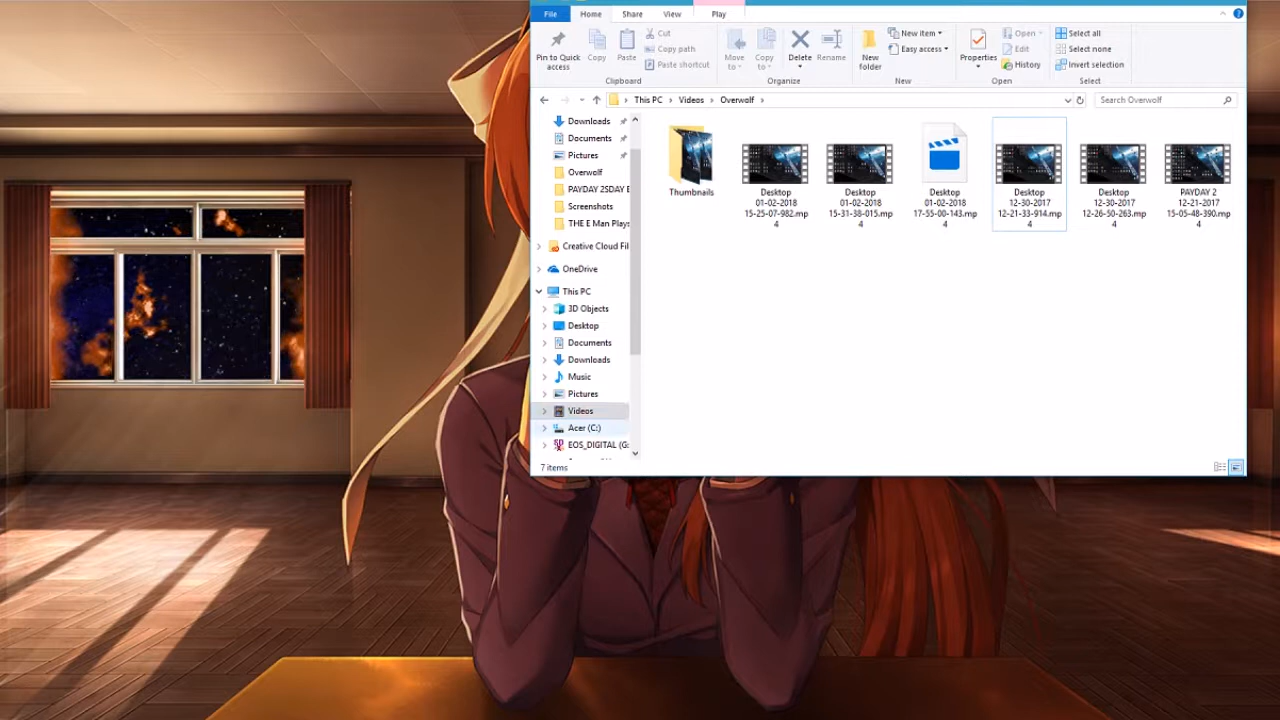 File Home Share View Play
Pin to Quick access
Copy
Paste
Cut
Copy path
Paste shortcut
Clipboard
Move to
Copy to
Delete
Rename
Organize
New folder
New item
Easy access
New
Properties
Open
Edit
History
Open
Select all
Select none
Invert selection
Select
This PC > Videos > Overwolf >
Search Overwolf
Downloads
Documents
Pictures
Overwolf
PAYDAY 2SDAY E
Screenshots
THE E Man Plays
Creative Cloud Fil
OneDrive
This PC
3D Objects
Desktop
Documents
Downloads
Music
Pictures
Videos
Acer (C:)
EOS_DIGITAL (G:
Thumbnails
Desktop
01-02-2018
15-25-07-982.mp
4
Desktop
01-02-2018
15-31-38-015.mp
4
Desktop
01-02-2018
17-55-00-143.mp
4
Desktop
12-30-2017
12-21-33-914.mp
4
Desktop
12-30-2017
12-26-50-263.mp
4
PAYDAY 2
12-21-2017
15-05-48-390.mp
4
7 items